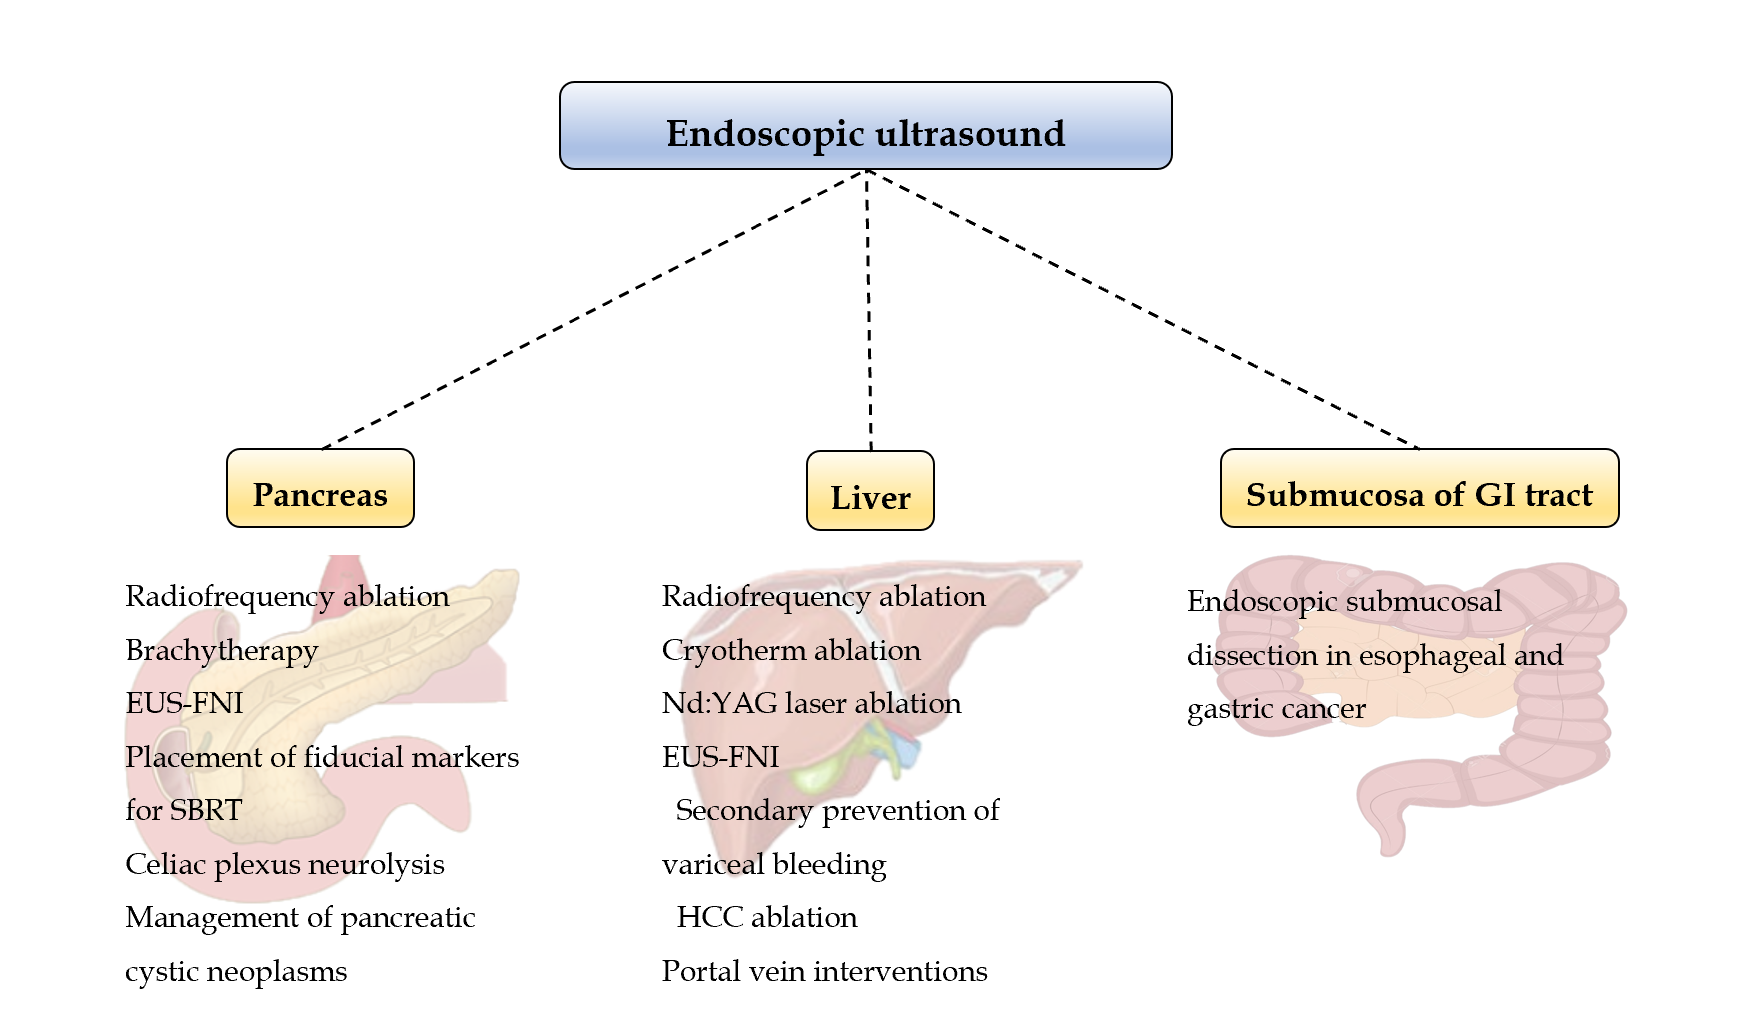 Endoscopic ultrasound
Pancreas
Radiofrequency ablation
Brachytherapy
EUS-FNI
Placement of fiducial markers
for SBRT
Celiac plexus neurolysis
Management of pancreatic
cystic neoplasms
Liver
Radiofrequency ablation
Cryotherm ablation
Nd:YAG laser ablation
EUS-FNI
Secondary prevention of
variceal bleeding
HCC ablation
Portal vein interventions
Submucosa of GI tract
Endoscopic submucosal
dissection in esophageal and
gastric cancer